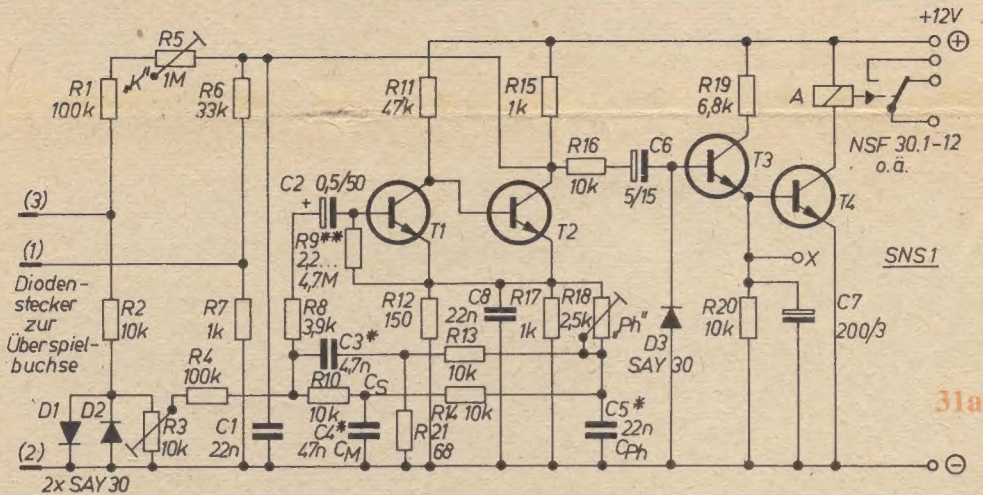 +12V
R5
„K"
1M
R1
100k
R6
33k
R11
47k
R15
1k
R19
6,8k
A
NSF 30.1-12
o.ä.
R16
10k
C6
5/15
T3
T4
C2
+
0,5/50
T1
T2
R9**
2,2...
4,7M
(3)
(1)
Dioden-
stecker
zur
Überspiel-
buchse
R2
10k
R7
1k
R8
3,9k
R12
150
C8
22n
R17
1k
R18
2,5k
„Ph"
X
SNS1
R20
10k
C7
200/3
D3
SAY 30
C3*
4,7n
R13
10k
R4
100k
R10
10k
CS
R14
10k
D1
D2
R3
10k
C1
22n
C4*
47n
CM
R21
68
C5*
22n
CPh
31a
(2)
2x SAY 30